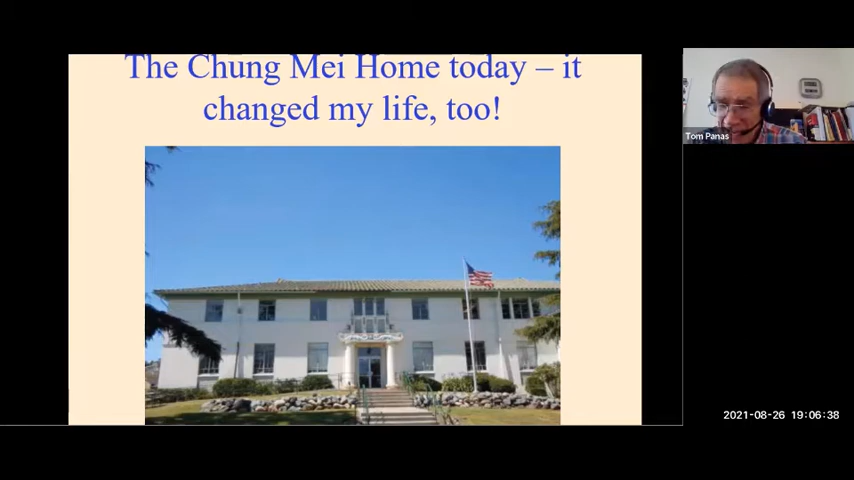 The Chung Mei Home today – it
changed my life, too!
Tom Panas
2021-08-26 19:06:38